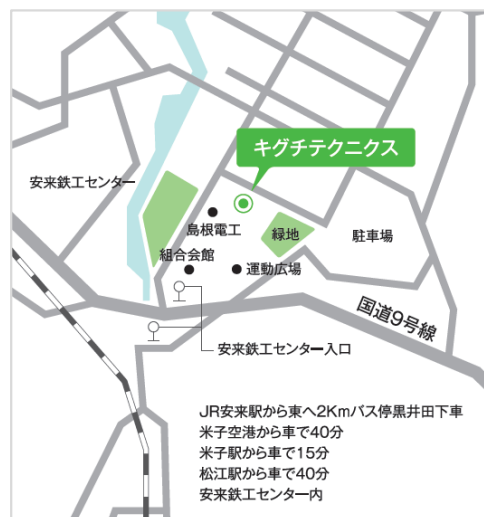 キグチテクニクス
安来鉄工センター
島根電工
緑地
駐車場
組合会館
運動広場
国道9号線
安来鉄工センター入口
JR安来駅から東へ2Kmバス停黒井田下車
米子空港から車で40分
米子駅から車で15分
松江駅から車で40分
安来鉄工センター内